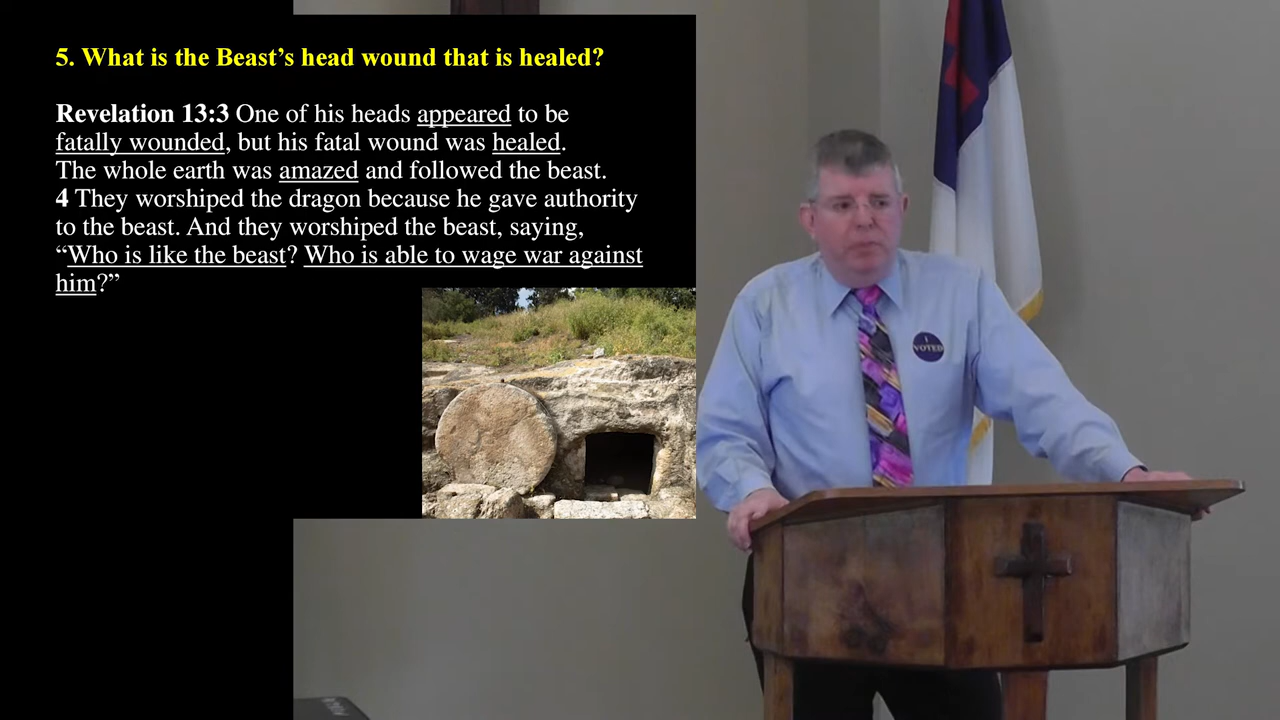 5. What is the Beast’s head wound that is healed?
Revelation 13:3 One of his heads appeared to be
fatally wounded, but his fatal wound was healed.
The whole earth was amazed and followed the beast.
4 They worshiped the dragon because he gave authority
to the beast. And they worshiped the beast, saying,
“Who is like the beast? Who is able to wage war against
him?”
I
VOTED